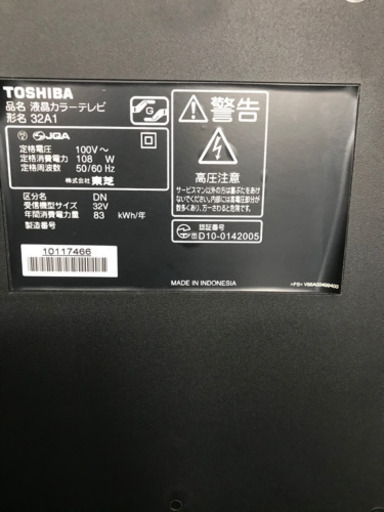 TOSHIBA
品名 液晶カラーテレビ
形名 32A1
G
JQA
定格電圧 100V～
定格消費電力 108 W
定格周波数 50/60 Hz
株式会社 東芝
区分名 DN
受信機型サイズ 32V
年間消費電力量 83 kWh/年
製造番号
10117466
警告
高圧注意
サービスマン以外の方は裏ぶたをあけ
ないでください。内部には高電圧部分が
数多くあり、万一さわると危険です。
認証番号
D10-0142005
MADE IN INDONESIA